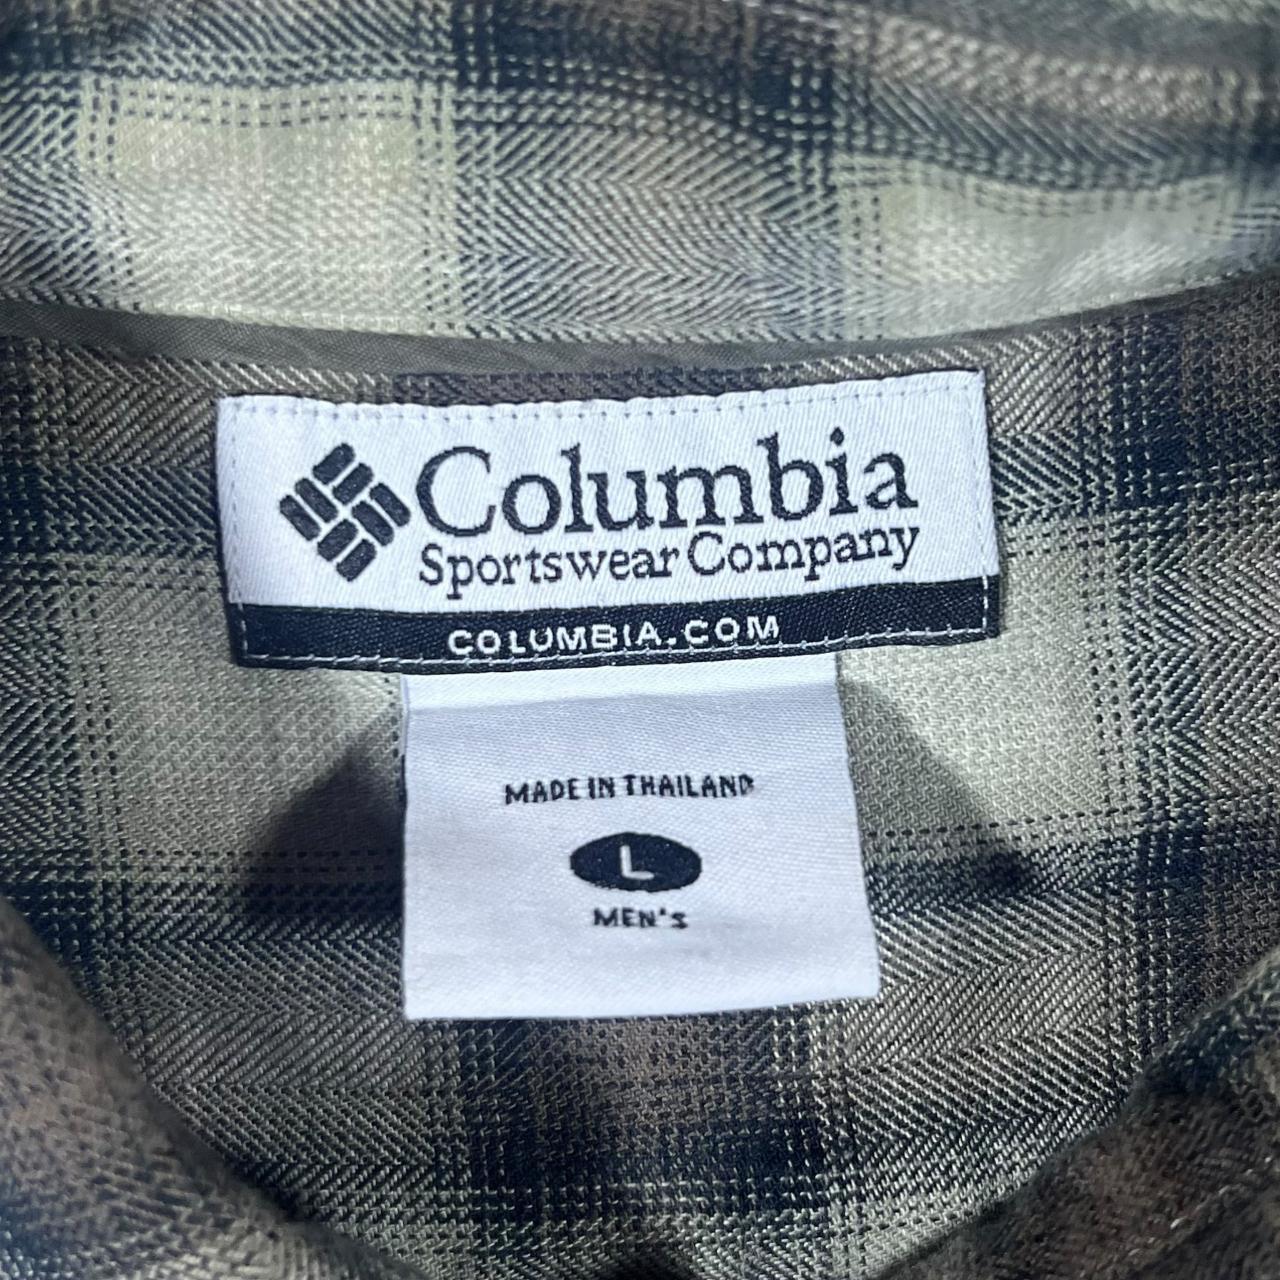 Columbia
Sportswear Company
COLUMBIA.COM
MADE IN THAILAND
L
MEN'S